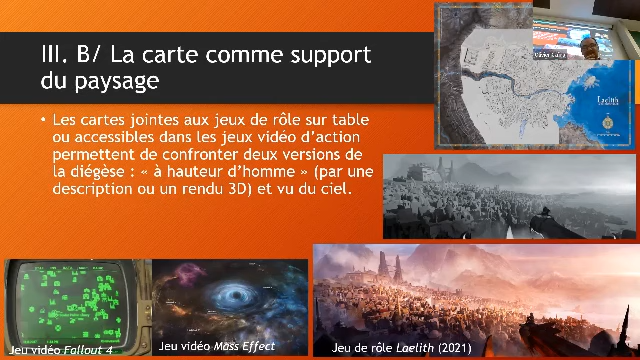 III. B/ La carte comme support
du paysage
• Les cartes jointes aux jeux de rôle sur table
ou accessibles dans les jeux vidéo d’action
permettent de confronter deux versions de
la diégèse : « à hauteur d’homme » (par une
description ou un rendu 3D) et vu du ciel.
Laelith
Jeu vidéo Fallout 4
Jeu vidéo Mass Effect
Jeu de rôle Laelith (2021)